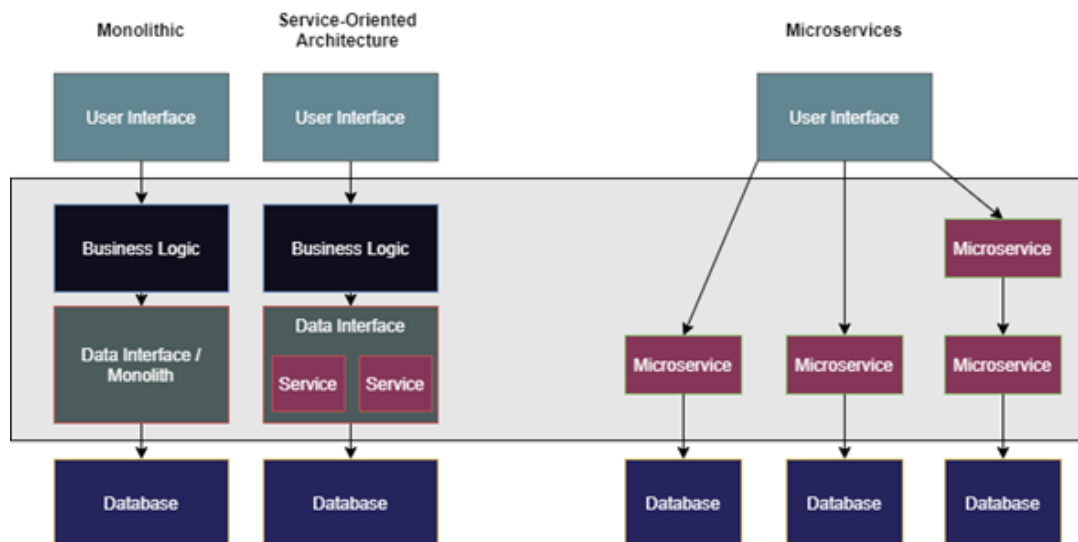 Monolithic
Service-Oriented
Architecture
Microservices
User Interface
User Interface
User Interface
Business Logic
Business Logic
Microservice
Data Interface /
Monolith
Data Interface
Service
Service
Microservice
Microservice
Microservice
Database
Database
Database
Database
Database